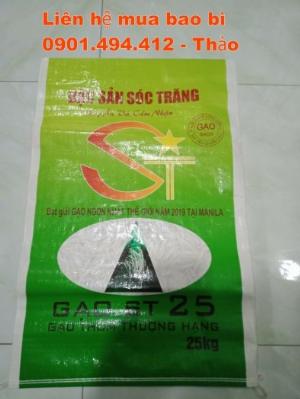 Liên hệ mua bao bì
0901.494.412 - Thảo
SẢN SÓC TRĂNG
GẠO
ST
Đạt giải GẠO NGON NHẤT THẾ GIỚI NĂM 2019 TẠI MANILA
GẠO ST 25
GẠO THƠM THƯỢNG HẠNG
25kg